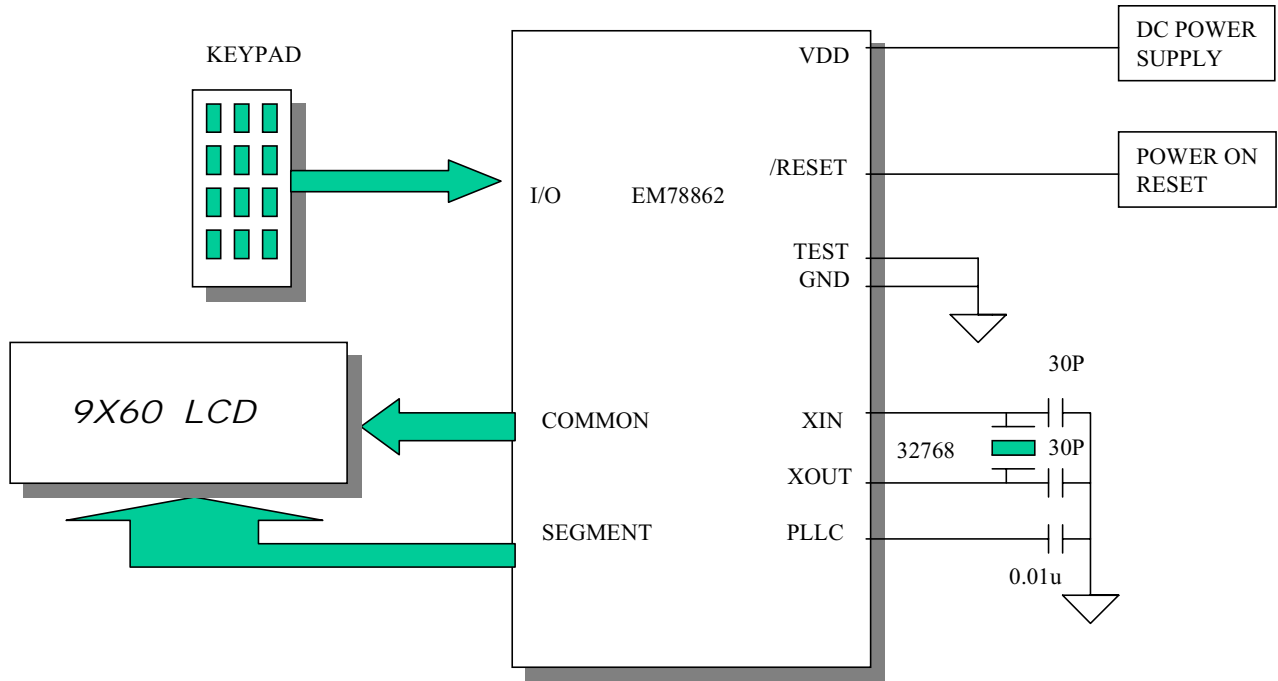 KEYPAD
VDD
DC POWER
SUPPLY
/RESET
POWER ON
RESET
I/O
EM78862
TEST
GND
30P
9X60 LCD
COMMON
XIN
32768
30P
XOUT
SEGMENT
PLLC
0.01u